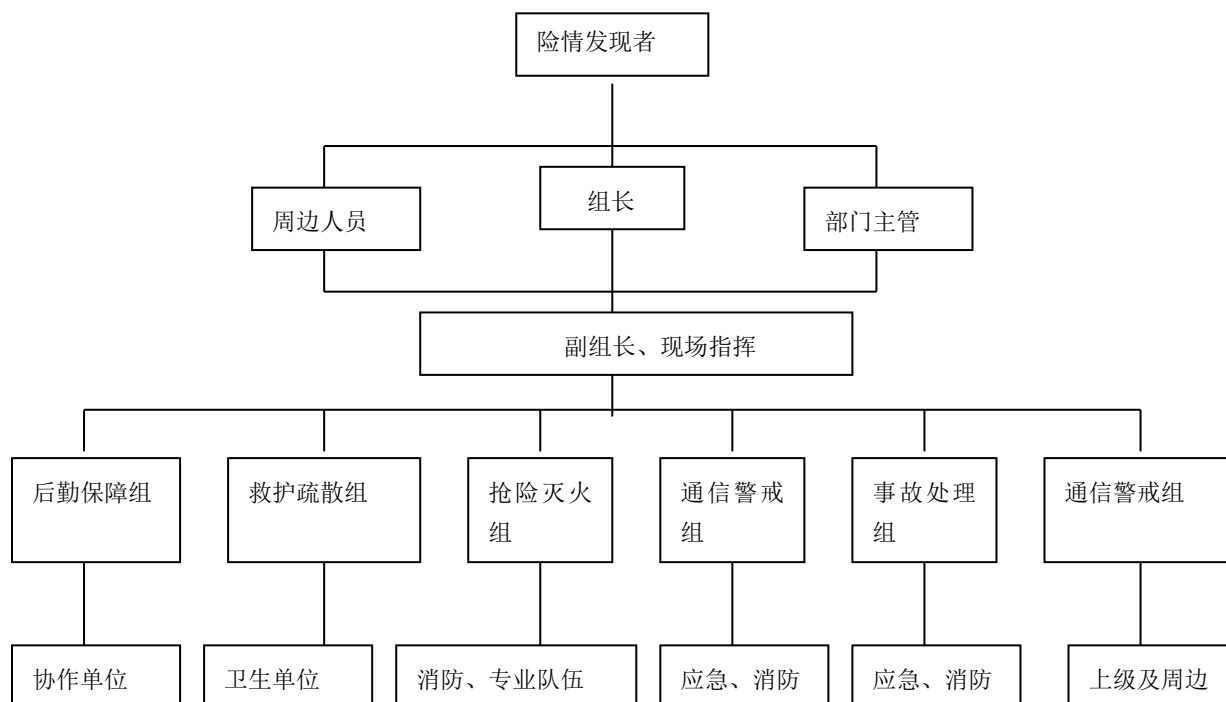 险情发现者
周边人员
组长
部门主管
副组长、现场指挥
后勤保障组
救护疏散组
抢险灭火
组
通信警戒
组
事故处理
组
通信警戒组
协作单位
卫生单位
消防、专业队伍
应急、消防
应急、消防
上级及周边